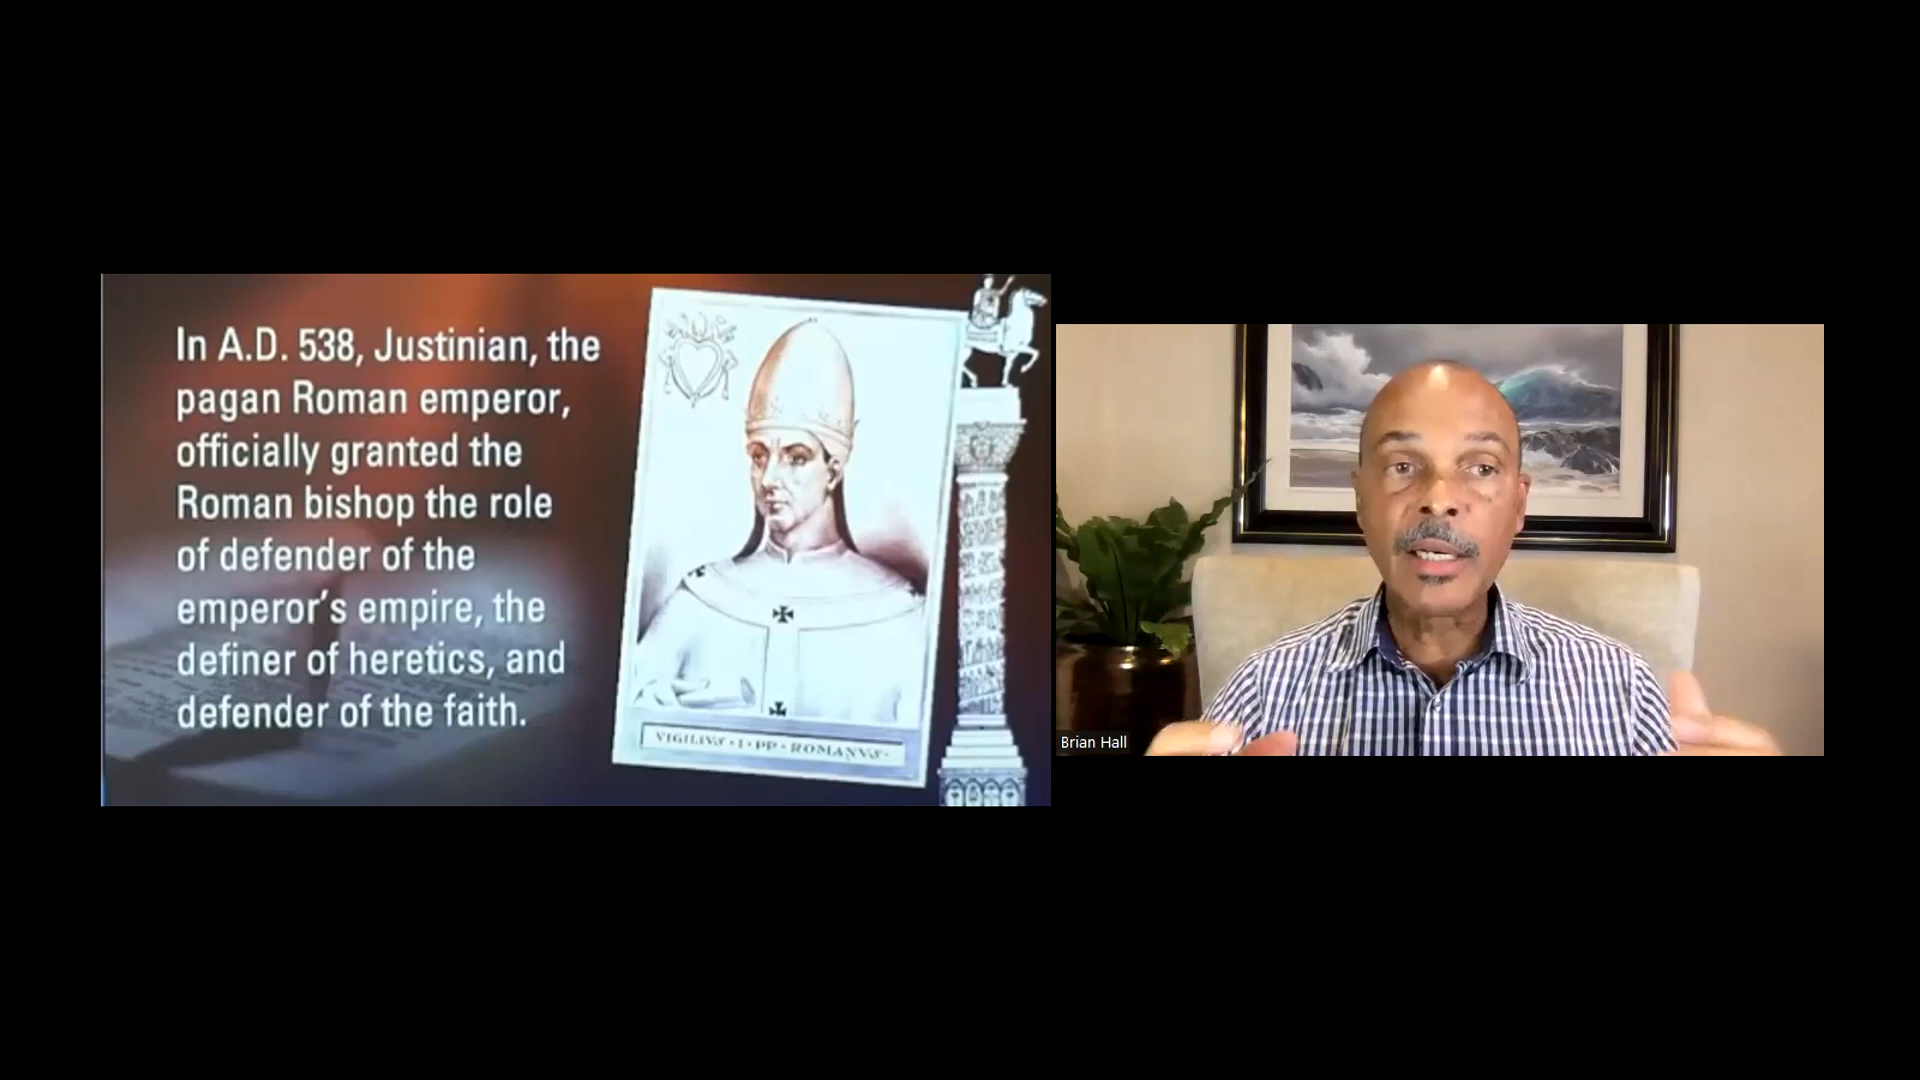 In A.D. 538, Justinian, the
pagan Roman emperor,
officially granted the
Roman bishop the role
of defender of the
emperor's empire, the
definer of heretics, and
defender of the faith.
VIGILIVS · I · PP · ROMANVS ·
Brian Hall